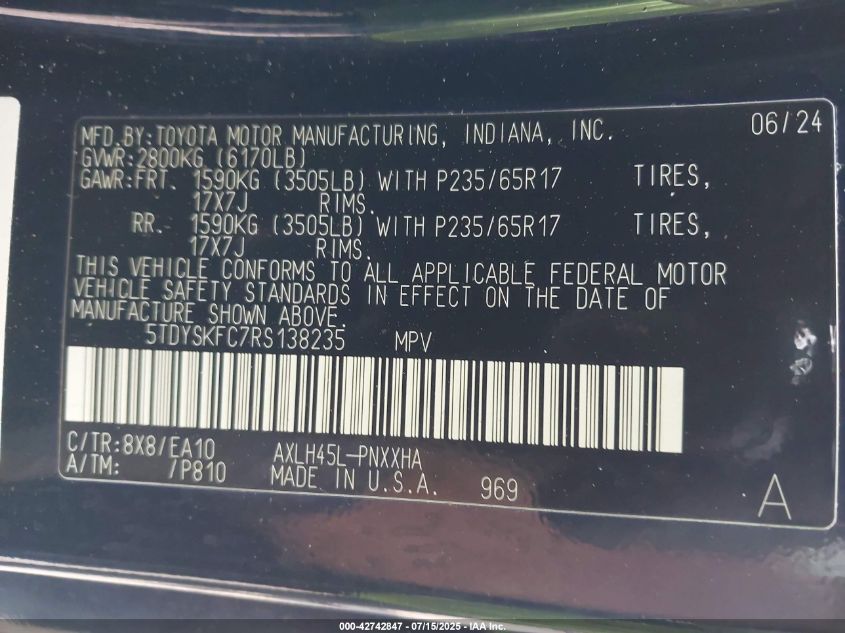 MFD.BY:TOYOTA MOTOR MANUFACTURING, INDIANA, INC. 06/24
GVWR:2800KG (6170LB)
GAWR:FRT. 1590KG (3505LB) WITH P235/65R17 TIRES,
17X7J RIMS.
RR. 1590KG (3505LB) WITH P235/65R17 TIRES,
17X7J RIMS.
THIS VEHICLE CONFORMS TO ALL APPLICABLE FEDERAL MOTOR
VEHICLE SAFETY STANDARDS IN EFFECT ON THE DATE OF
MANUFACTURE SHOWN ABOVE.
5TDYSKFC7RS138235 MPV
C/TR:8X8/EA10 AXLH45L-PNXXHA
A/TM: /P810 MADE IN U.S.A. 969 A
000-42742847 - 07/15/2025 - IAA Inc.